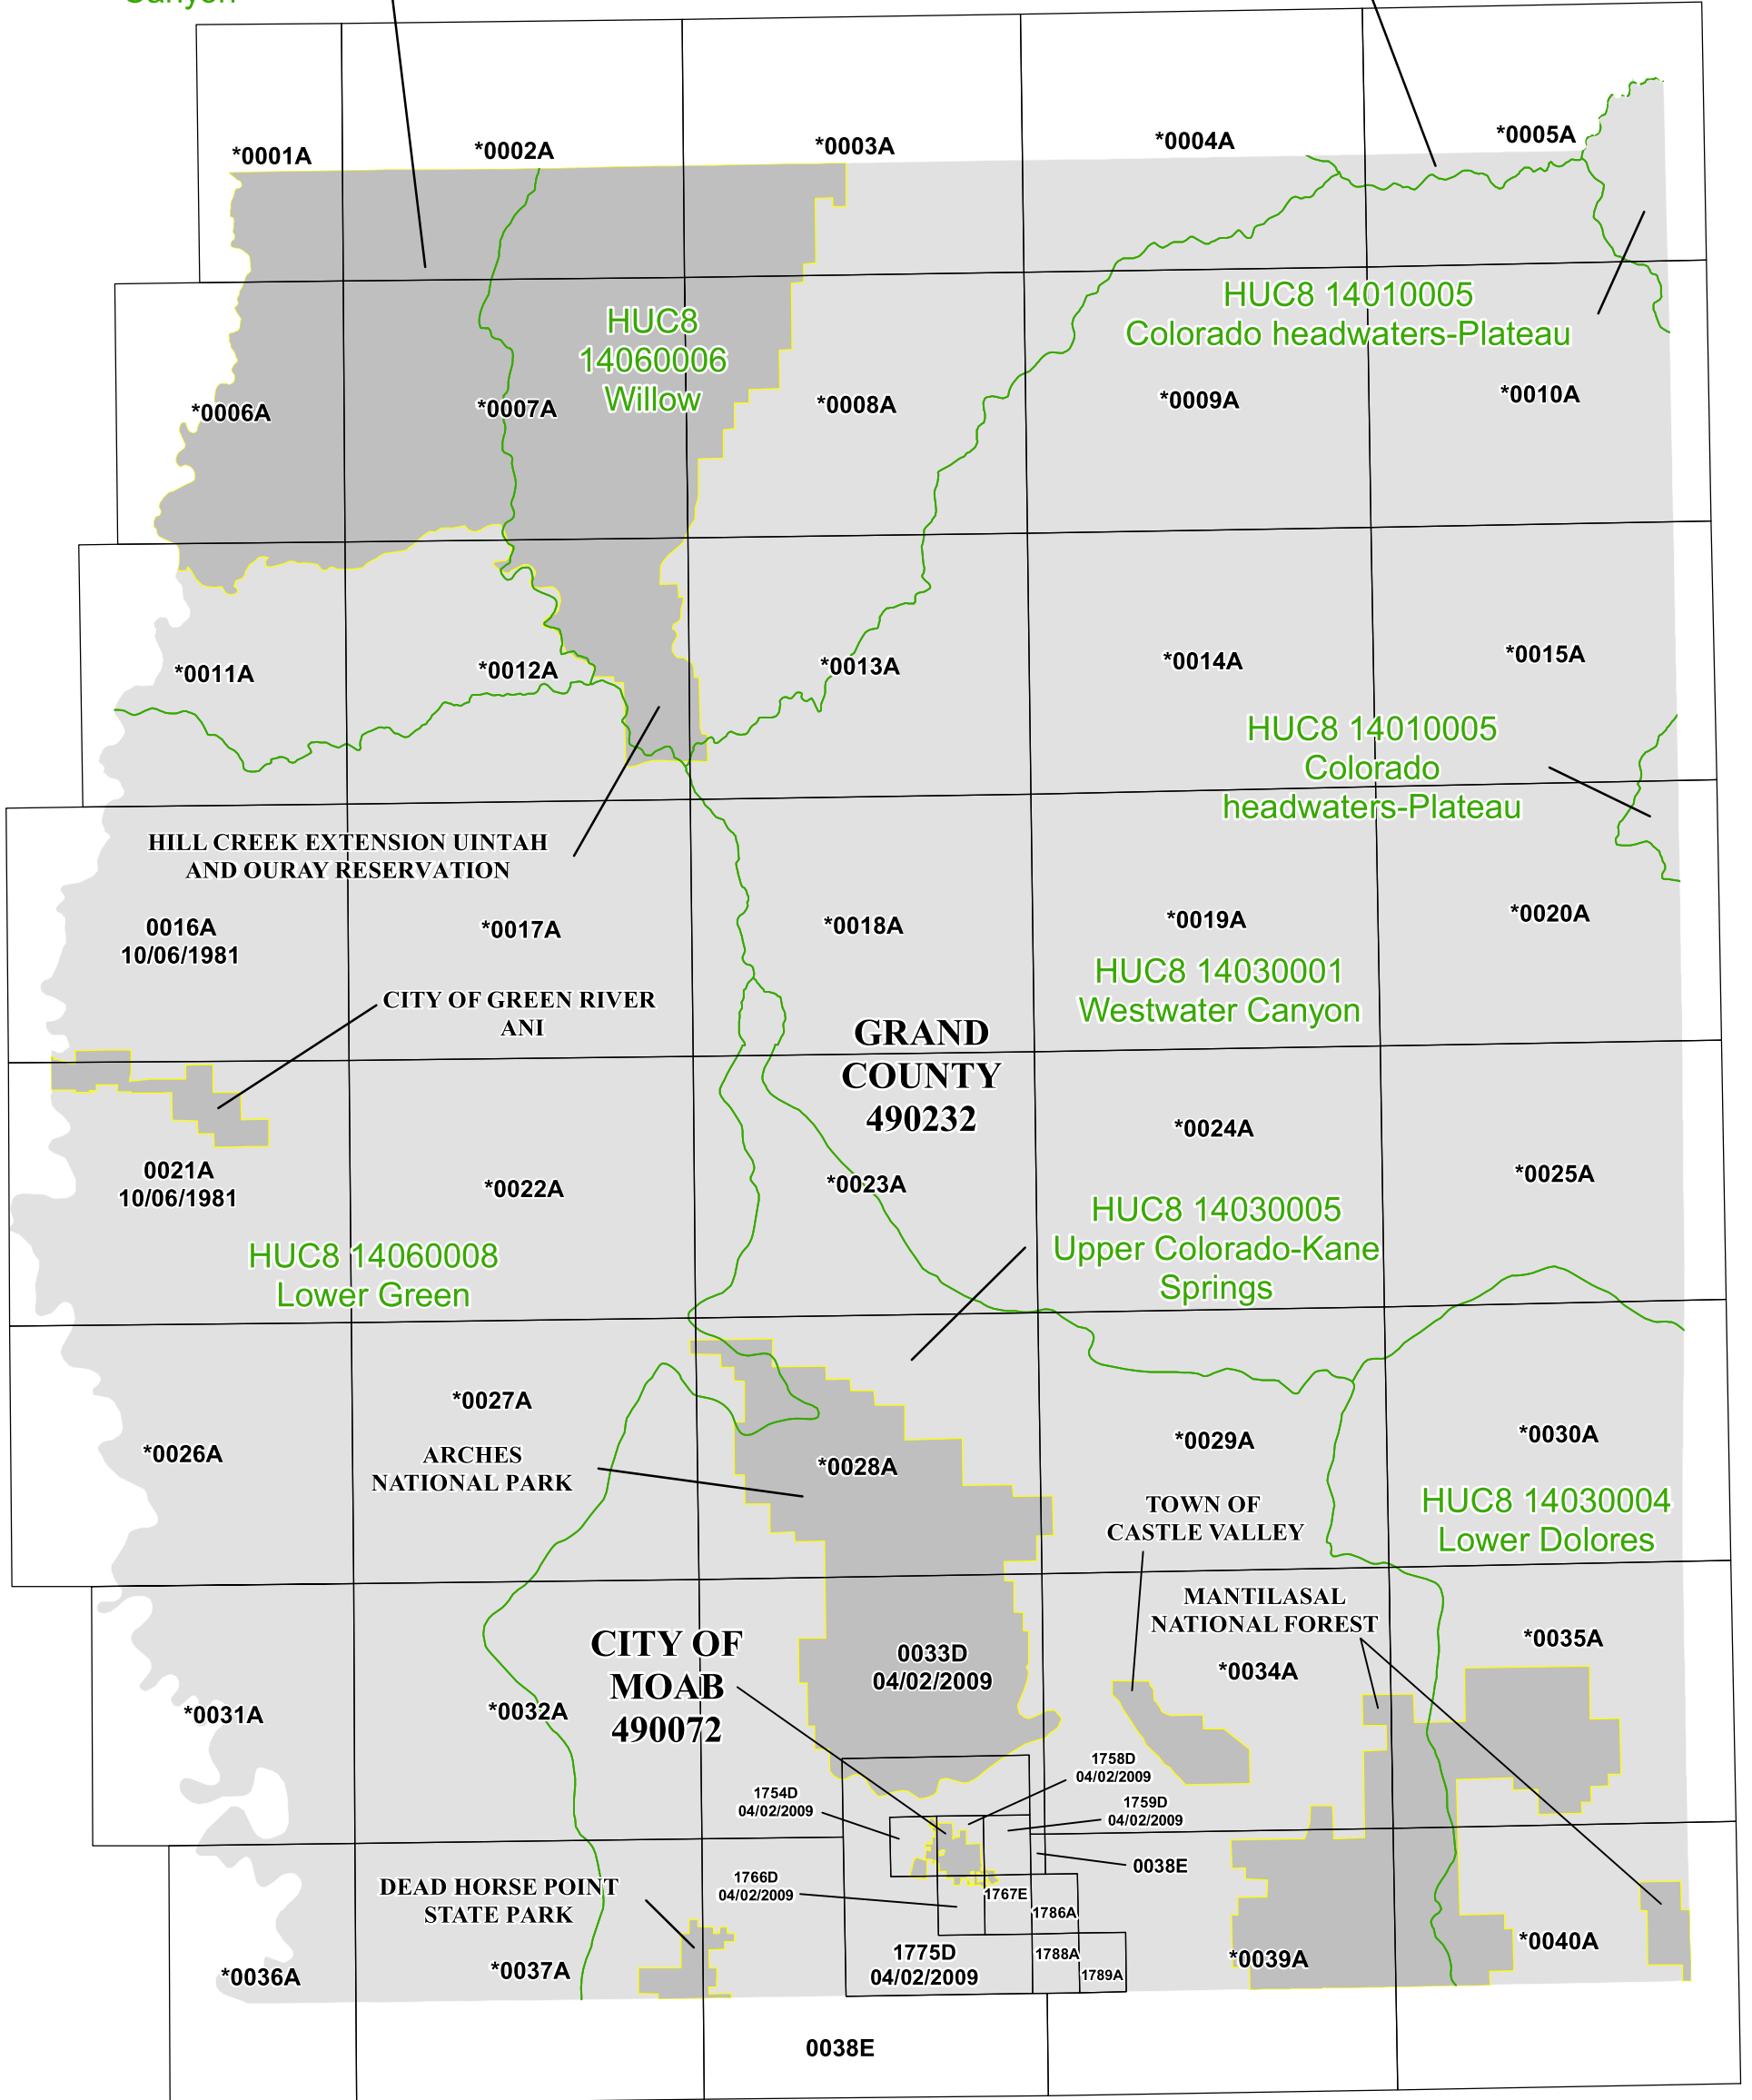 Canyon
*0001A
*0002A
*0003A
*0004A
*0005A
HUC8 14010005
Colorado headwaters-Plateau
HUC8
14060006
Willow
*0006A
*0007A
*0008A
*0009A
*0010A
*0011A
*0012A
*0013A
*0014A
*0015A
HUC8 14010005
Colorado
headwaters-Plateau
HILL CREEK EXTENSION UINTAH
AND OURAY RESERVATION
0016A
10/06/1981
*0017A
*0018A
*0019A
*0020A
HUC8 14030001
Westwater Canyon
CITY OF GREEN RIVER
ANI
GRAND
COUNTY
490232
0021A
10/06/1981
*0022A
*0023A
*0024A
*0025A
HUC8 14030005
Upper Colorado-Kane
Springs
HUC8 14060008
Lower Green
*0026A
*0027A
*0028A
*0029A
*0030A
ARCHES
NATIONAL PARK
TOWN OF
CASTLE VALLEY
HUC8 14030004
Lower Dolores
MANTILASAL
NATIONAL FOREST
CITY OF
MOAB
490072
0033D
04/02/2009
*0031A
*0032A
*0034A
*0035A
1754D
04/02/2009
1758D
04/02/2009
1759D
04/02/2009
0038E
DEAD HORSE POINT
STATE PARK
1766D
04/02/2009
1767E
1786A
1775D
04/02/2009
1788A
1789A
*0036A
*0037A
*0039A
*0040A
0038E